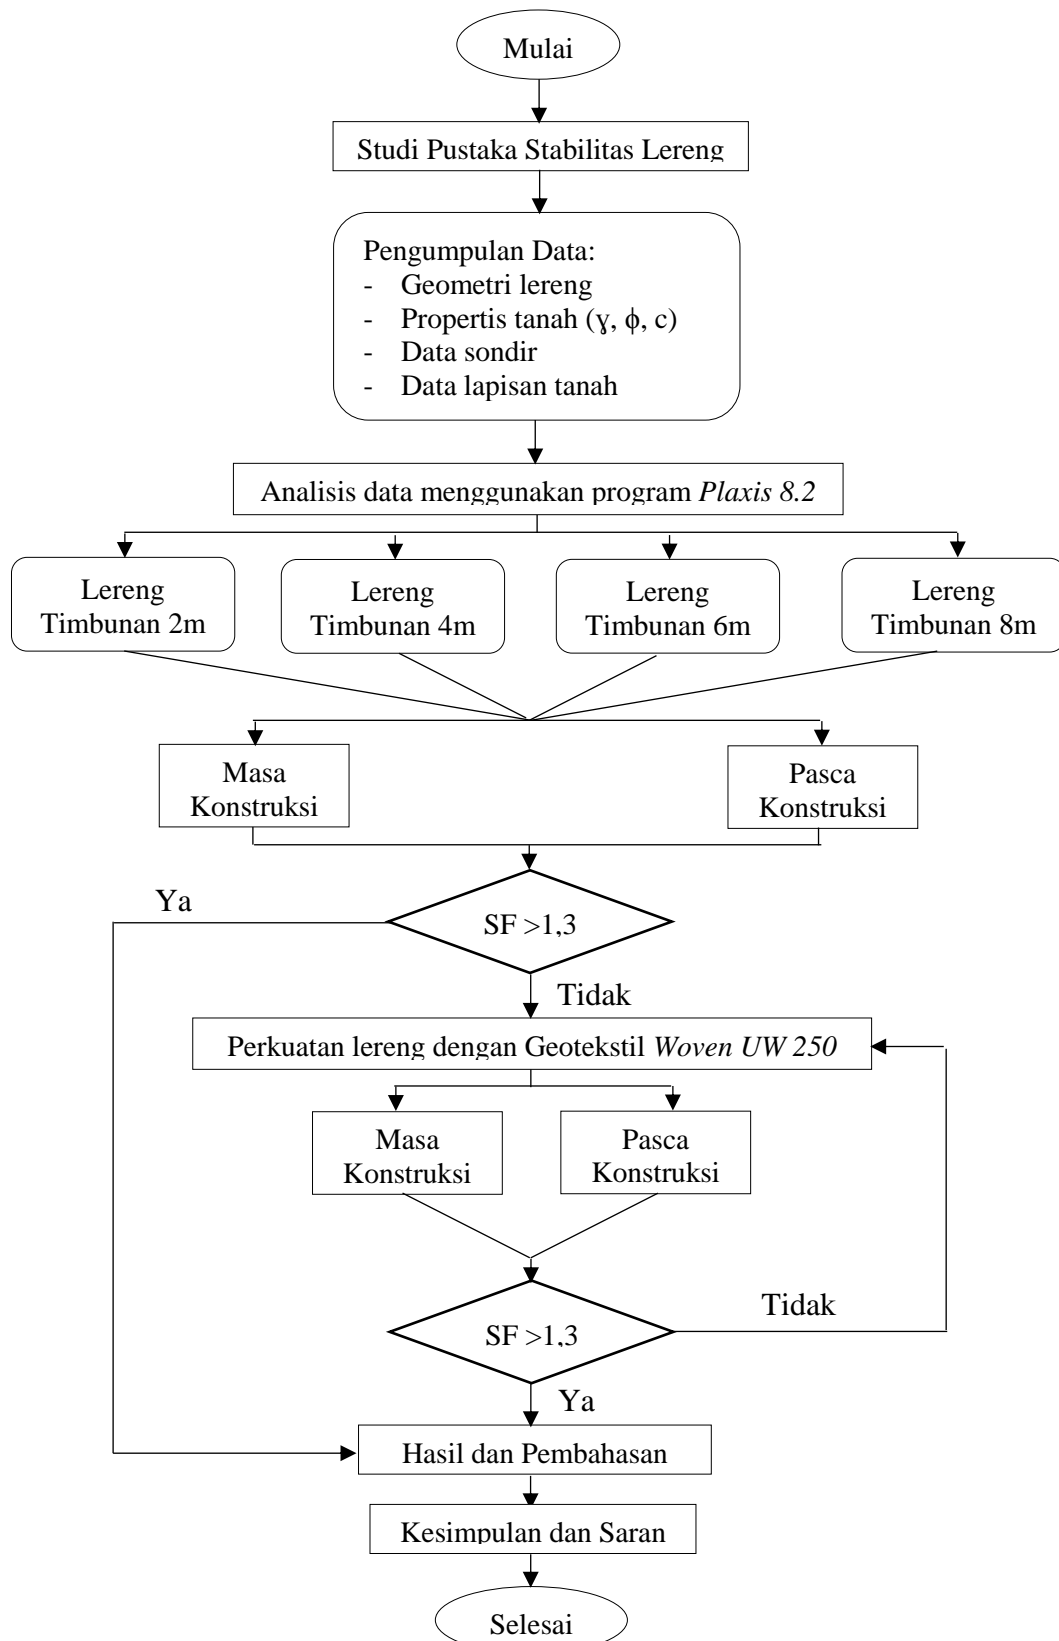 Mulai
Studi Pustaka Stabilitas Lereng
Pengumpulan Data:
- Geometri lereng
- Propertis tanah (ɣ, ϕ, c)
- Data sondir
- Data lapisan tanah
Analisis data menggunakan program Plaxis 8.2
Lereng
Timbunan 2m
Lereng
Timbunan 4m
Lereng
Timbunan 6m
Lereng
Timbunan 8m
Masa
Konstruksi
Pasca
Konstruksi
Ya
SF >1,3
Tidak
Perkuatan lereng dengan Geotekstil Woven UW 250
Masa
Konstruksi
Pasca
Konstruksi
SF >1,3
Tidak
Ya
Hasil dan Pembahasan
Kesimpulan dan Saran
Selesai